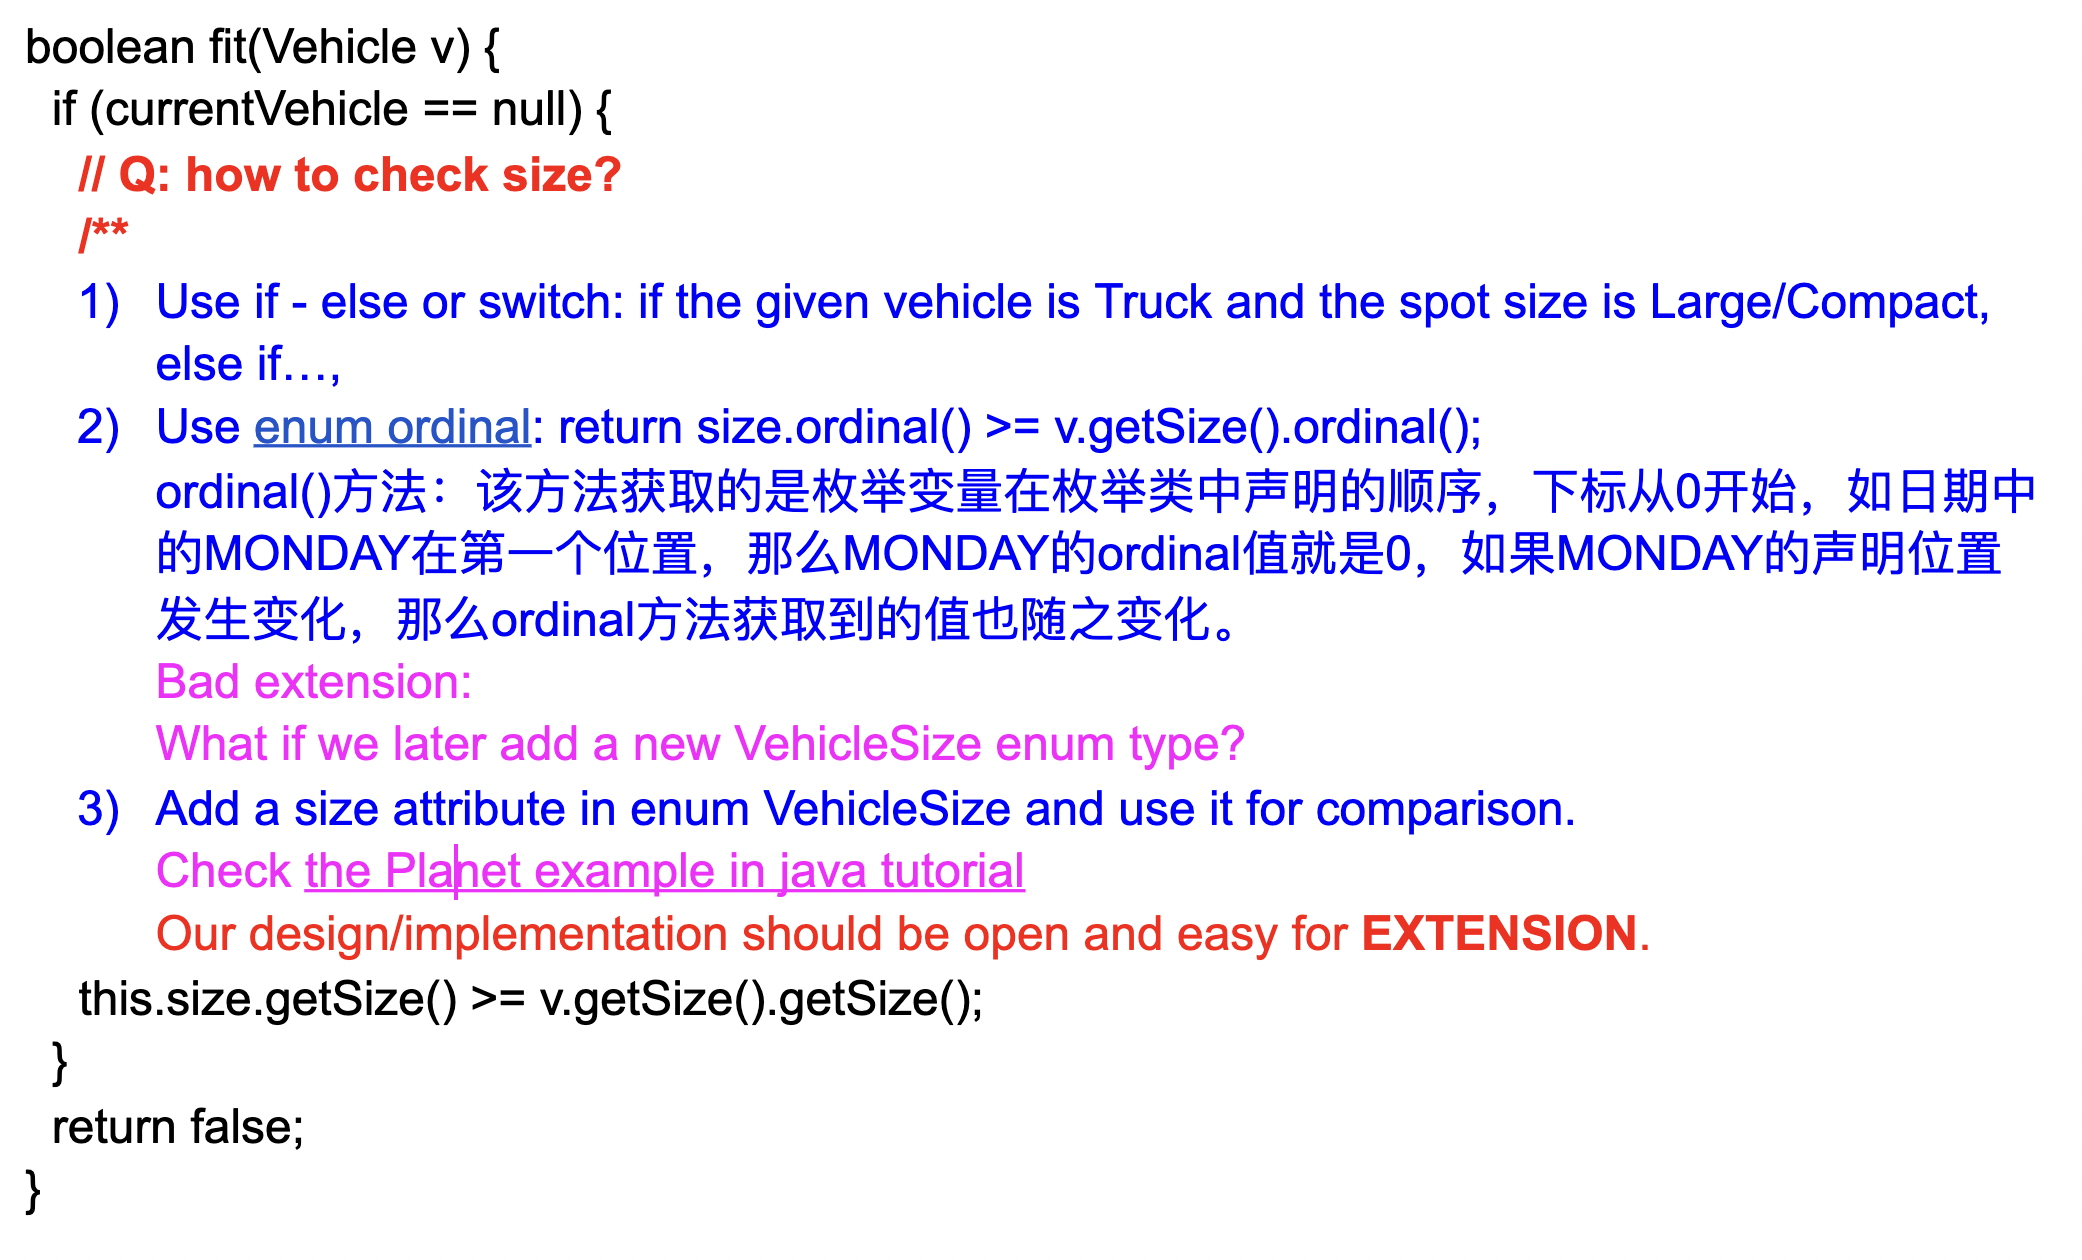 boolean fit(Vehicle v) {
if (currentVehicle == null) {
// Q: how to check size?
/**
1) Use if - else or switch: if the given vehicle is Truck and the spot size is Large/Compact,
else if…,
2) Use enum ordinal: return size.ordinal() >= v.getSize().ordinal();
ordinal()方法：该方法获取的是枚举变量在枚举类中声明的顺序，下标从0开始，如日期中
的MONDAY在第一个位置，那么MONDAY的ordinal值就是0，如果MONDAY的声明位置
发生变化，那么ordinal方法获取到的值也随之变化。
Bad extension:
What if we later add a new VehicleSize enum type?
3) Add a size attribute in enum VehicleSize and use it for comparison.
Check the Planet example in java tutorial
Our design/implementation should be open and easy for EXTENSION.
this.size.getSize() >= v.getSize().getSize();
}
return false;
}